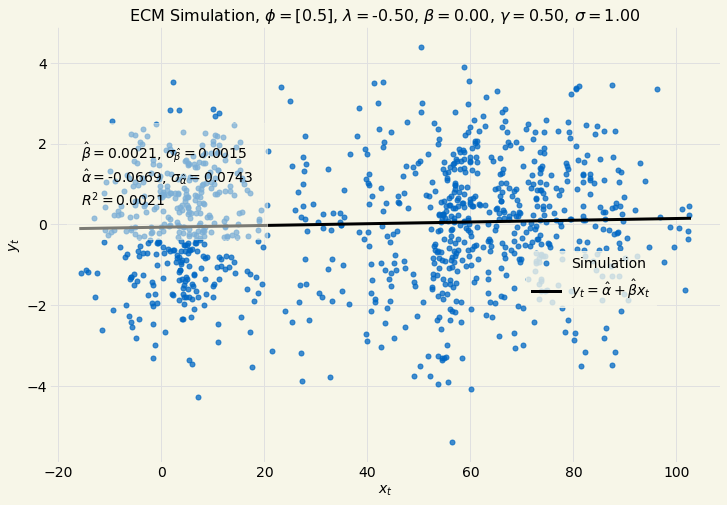 ECM Simulation, ϕ = [0.5], λ = -0.50, β = 0.00, γ = 0.50, σ = 1.00
4
2
0
−2
−4
y_t
β̂ = 0.0021, σ_β̂ = 0.0015
α̂ = -0.0669, σ_α̂ = 0.0743
R² = 0.0021
Simulation
y_t = α̂ + β̂x_t
−20 0 20 40 60 80 100
x_t